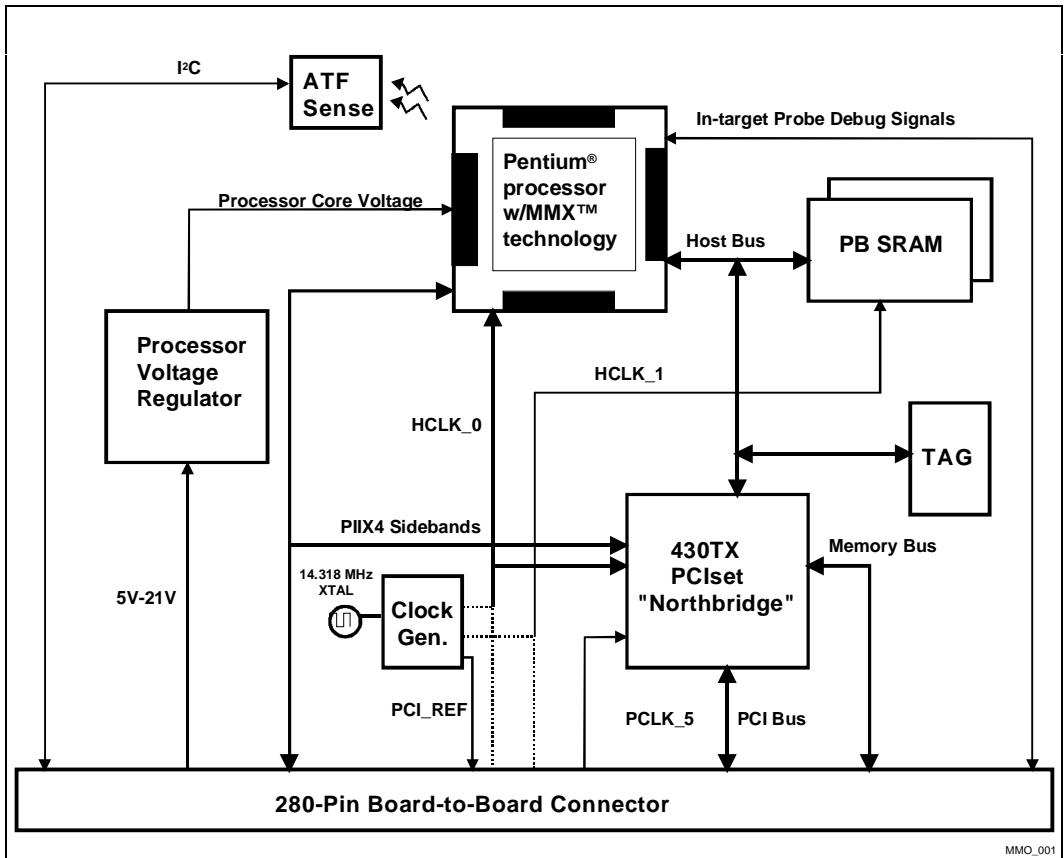 I²C
ATF
Sense
In-target Probe Debug Signals
Pentium®
processor
w/MMX™
technology
Processor Core Voltage
Host Bus
PB SRAM
Processor
Voltage
Regulator
HCLK_1
HCLK_0
TAG
PIIX4 Sidebands
430TX
PCIset
"Northbridge"
Memory Bus
14.318 MHz
XTAL
5V-21V
Clock
Gen.
PCI_REF
PCLK_5
PCI Bus
280-Pin Board-to-Board Connector
MMO_001